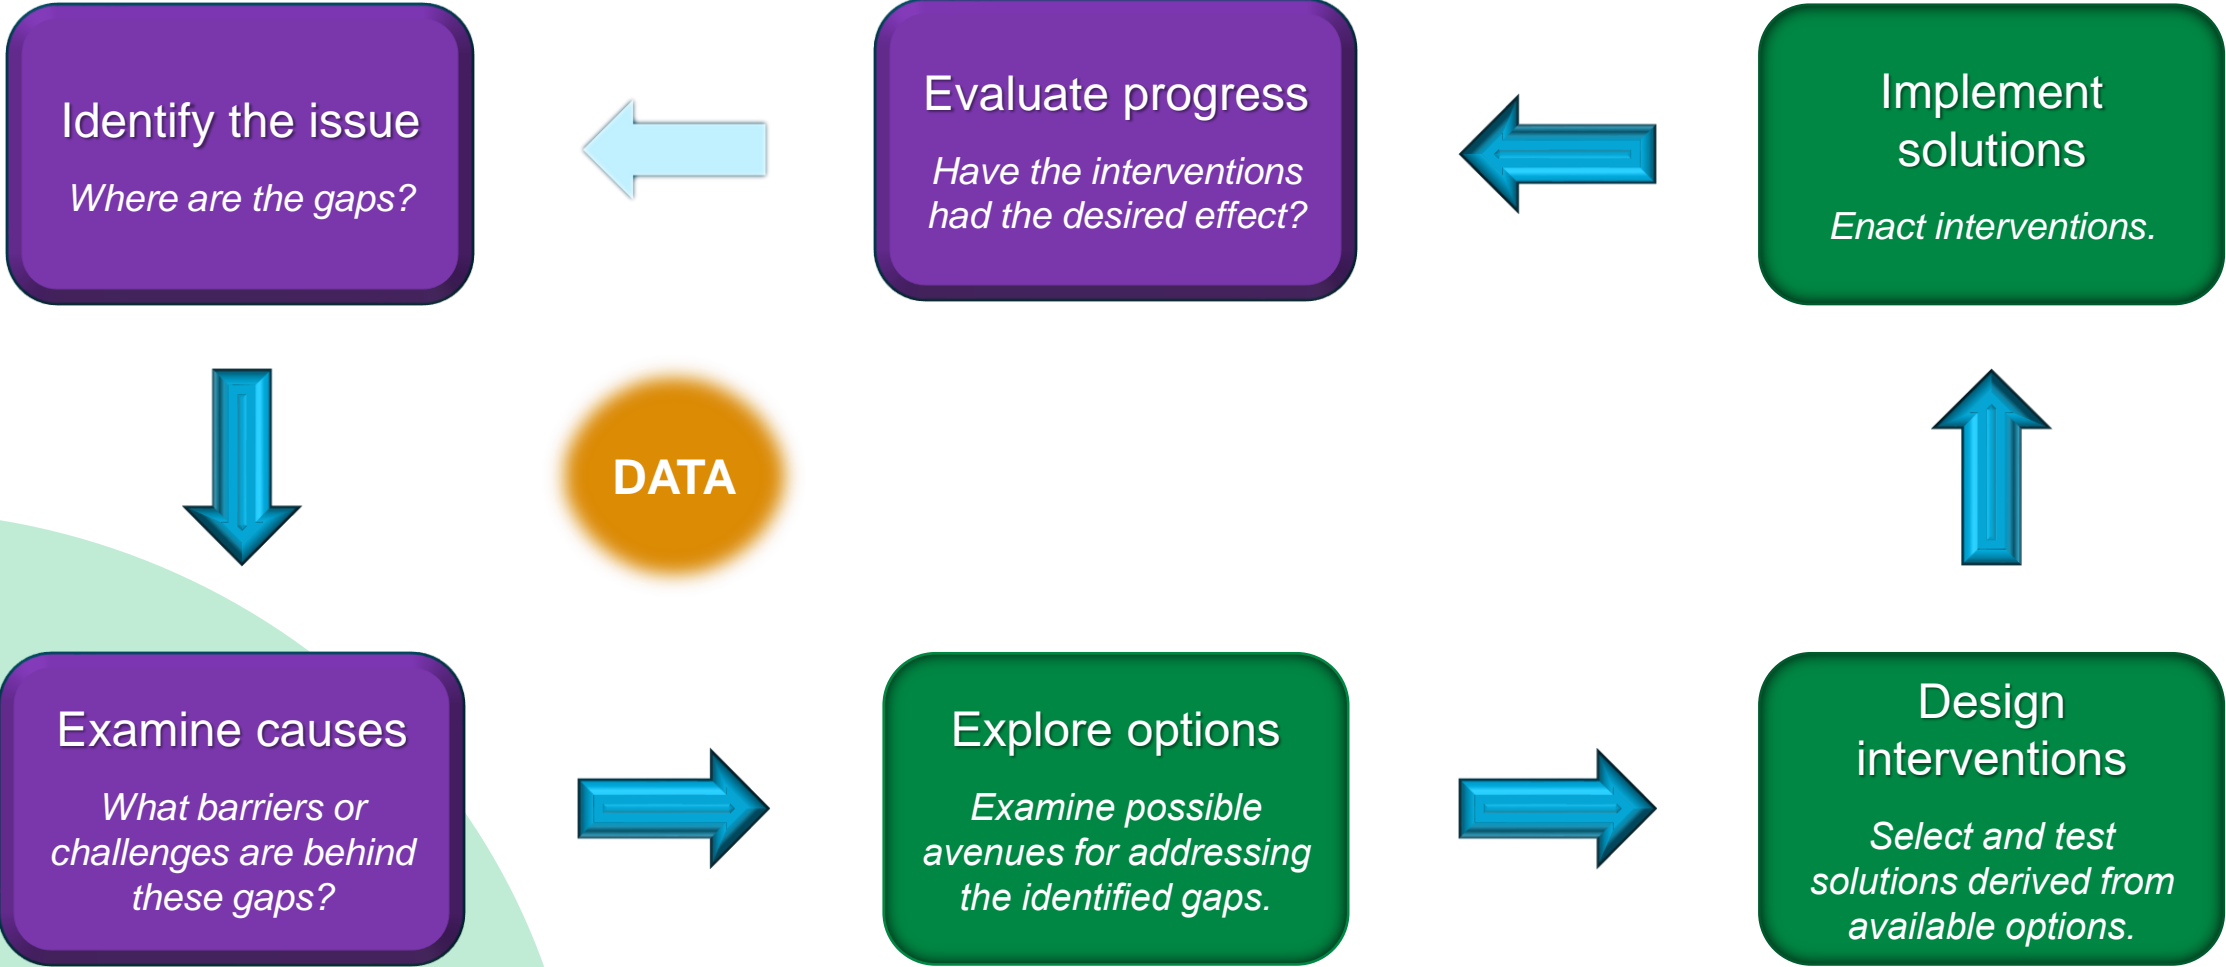 Identify the issue
Where are the gaps?
Evaluate progress
Have the interventions
had the desired effect?
Implement
solutions
Enact interventions.
DATA
Examine causes
What barriers or
challenges are behind
these gaps?
Explore options
Examine possible
avenues for addressing
the identified gaps.
Design
interventions
Select and test
solutions derived from
available options.